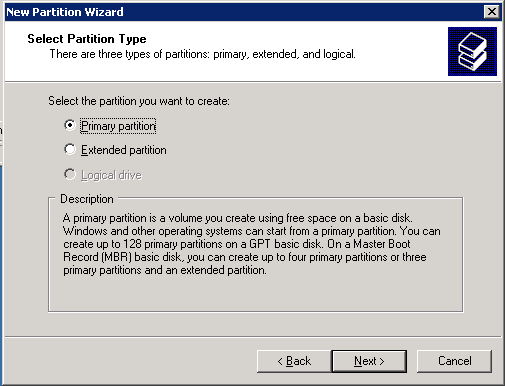 New Partition Wizard
Select Partition Type
There are three types of partitions: primary, extended, and logical.
Select the partition you want to create:
Primary partition
Extended partition
Logical drive
Description
A primary partition is a volume you create using free space on a basic disk.
Windows and other operating systems can start from a primary partition. You can
create up to 128 primary partitions on a GPT basic disk. On a Master Boot
Record (MBR) basic disk, you can create up to four primary partitions or three
primary partitions and an extended partition.
< Back
Next >
Cancel